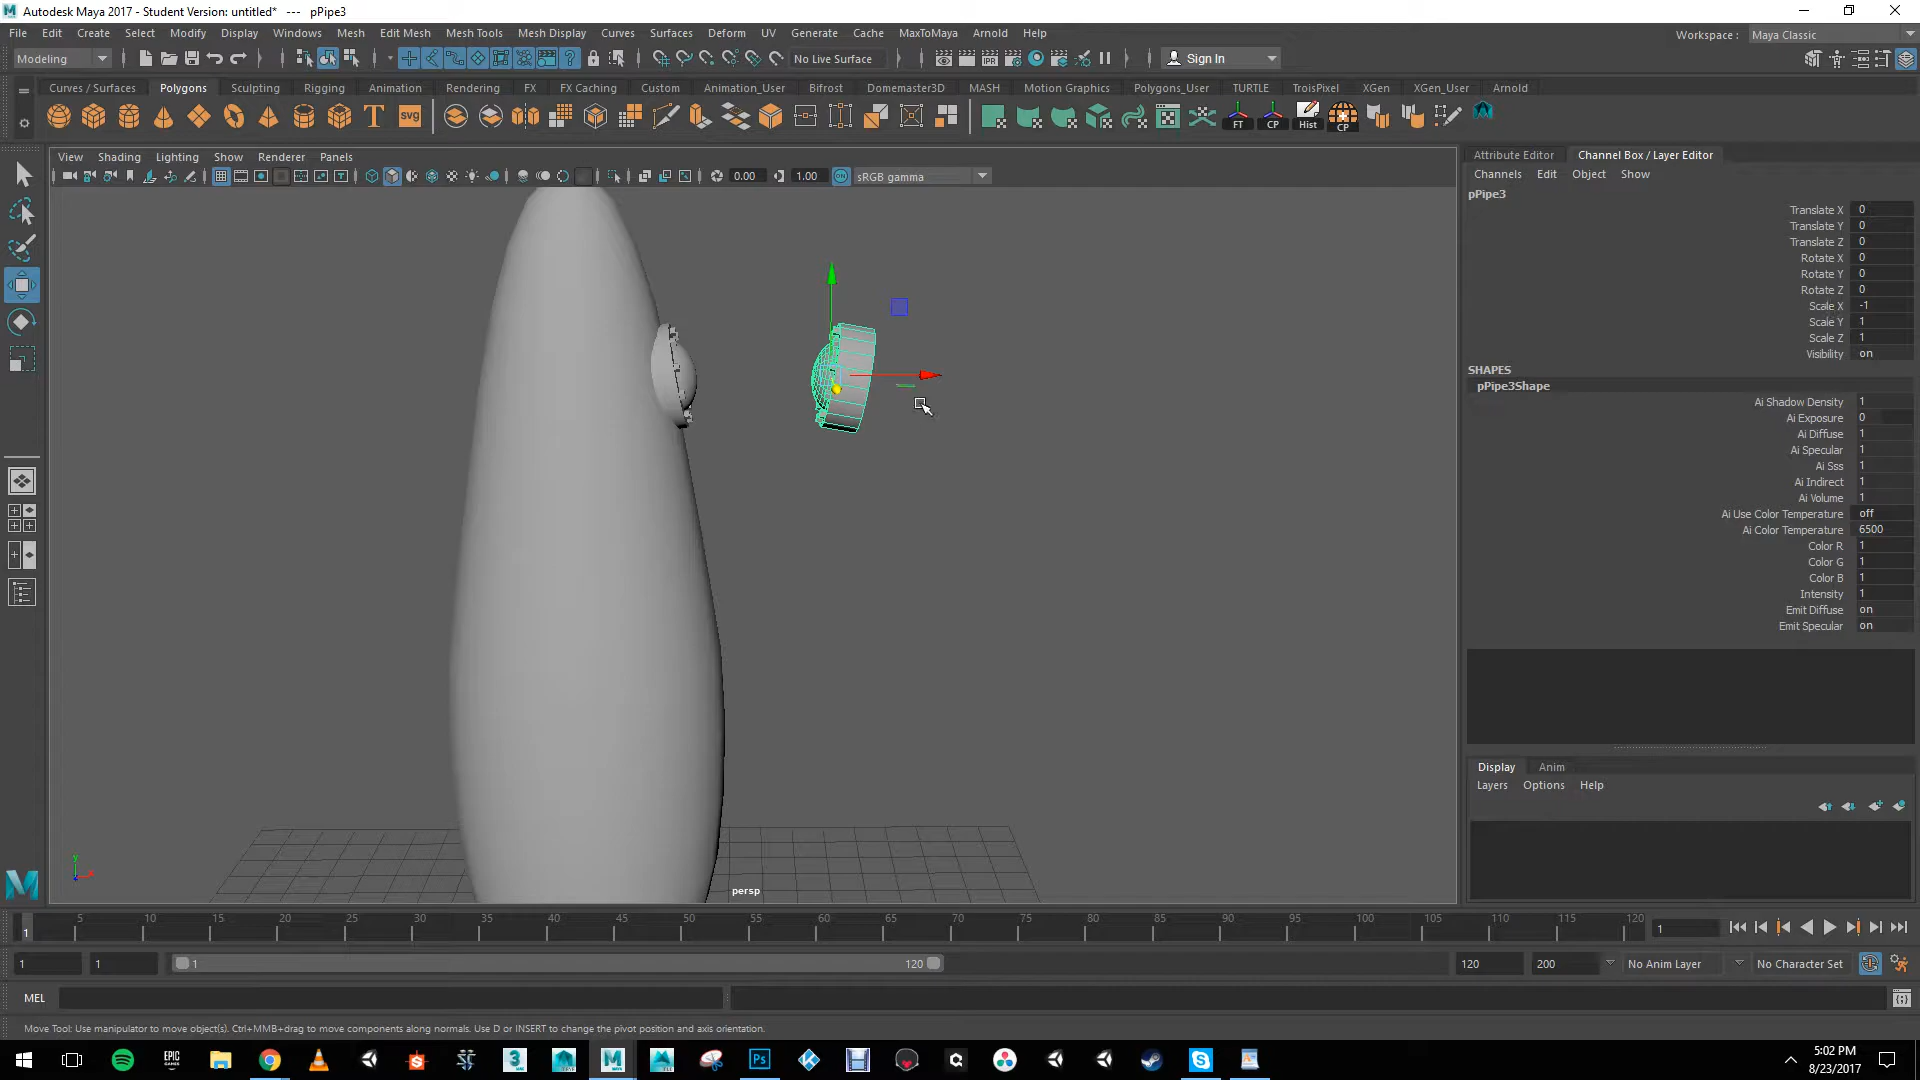 Autodesk Maya 2017 - Student Version: untitled*   ---   pPipe3
File Edit Create Select Modify Display Windows Mesh Edit Mesh Mesh Tools Mesh Display Curves Surfaces Deform UV Generate Cache MaxToMaya Arnold Help Workspace : Maya Classic
Modeling No Live Surface Sign In
Curves / Surfaces Polygons Sculpting Rigging Animation Rendering FX FX Caching Custom Animation_User Bifrost Domemaster3D MASH Motion Graphics Polygons_User TURTLE TroisPixel XGen XGen_User Arnold
T SVG FT CP Hist CP
View Shading Lighting Show Renderer Panels
0.00 1.00 ON sRGB gamma
Attribute Editor Channel Box / Layer Editor
Channels Edit Object Show
pPipe3
Translate X 0
Translate Y 0
Translate Z 0
Rotate X 0
Rotate Y 0
Rotate Z 0
Scale X -1
Scale Y 1
Scale Z 1
Visibility on
SHAPES
pPipe3Shape
Ai Shadow Density 1
Ai Exposure 0
Ai Diffuse 1
Ai Specular 1
Ai Sss 1
Ai Indirect 1
Ai Volume 1
Ai Use Color Temperature off
Ai Color Temperature 6500
Color R 1
Color G 1
Color B 1
Intensity 1
Emit Diffuse on
Emit Specular on
Display Anim
Layers Options Help
y
persp
5 10 15 20 25 30 35 40 45 50 55 60 65 70 75 80 85 90 95 100 105 110 115 120
1 1
1 1 1 120 120 200 No Anim Layer No Character Set
MEL
Move Tool: Use manipulator to move object(s). Ctrl+MMB+drag to move components along normals. Use D or INSERT to change the pivot position and axis orientation.
EPIC GAMES 3 Ps
5:02 PM
8/23/2017